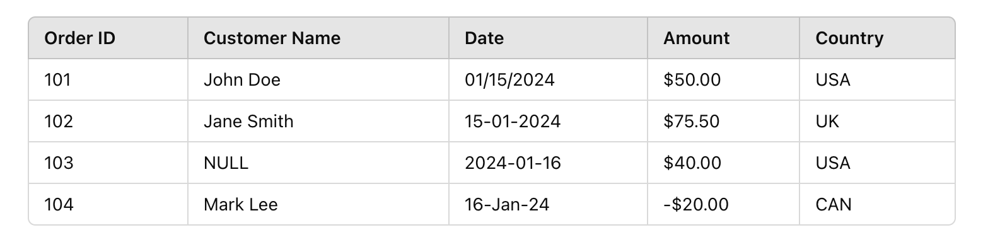 Order ID Customer Name Date Amount Country
101 John Doe 01/15/2024 $50.00 USA
102 Jane Smith 15-01-2024 $75.50 UK
103 NULL 2024-01-16 $40.00 USA
104 Mark Lee 16-Jan-24 -$20.00 CAN